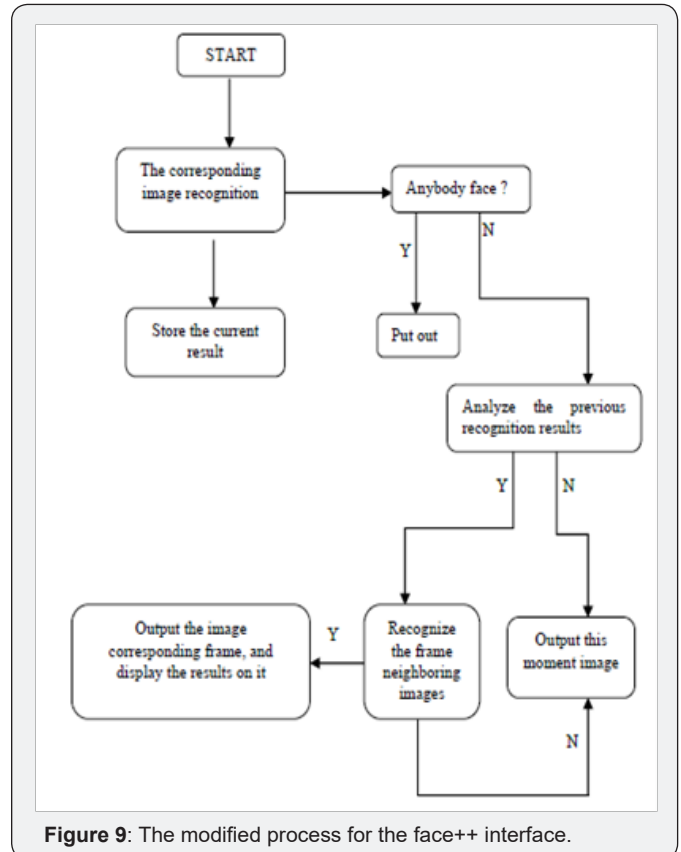 START
The corresponding
image recognition
Anybody face ?
Y
N
Store the current
result
Put out
Analyze the previous
recognition results
Y
N
Output the image
corresponding frame, and
display the results on it
Y
Recognize
the frame
neighboring
images
Output this
moment image
N
Figure 9: The modified process for the face++ interface.